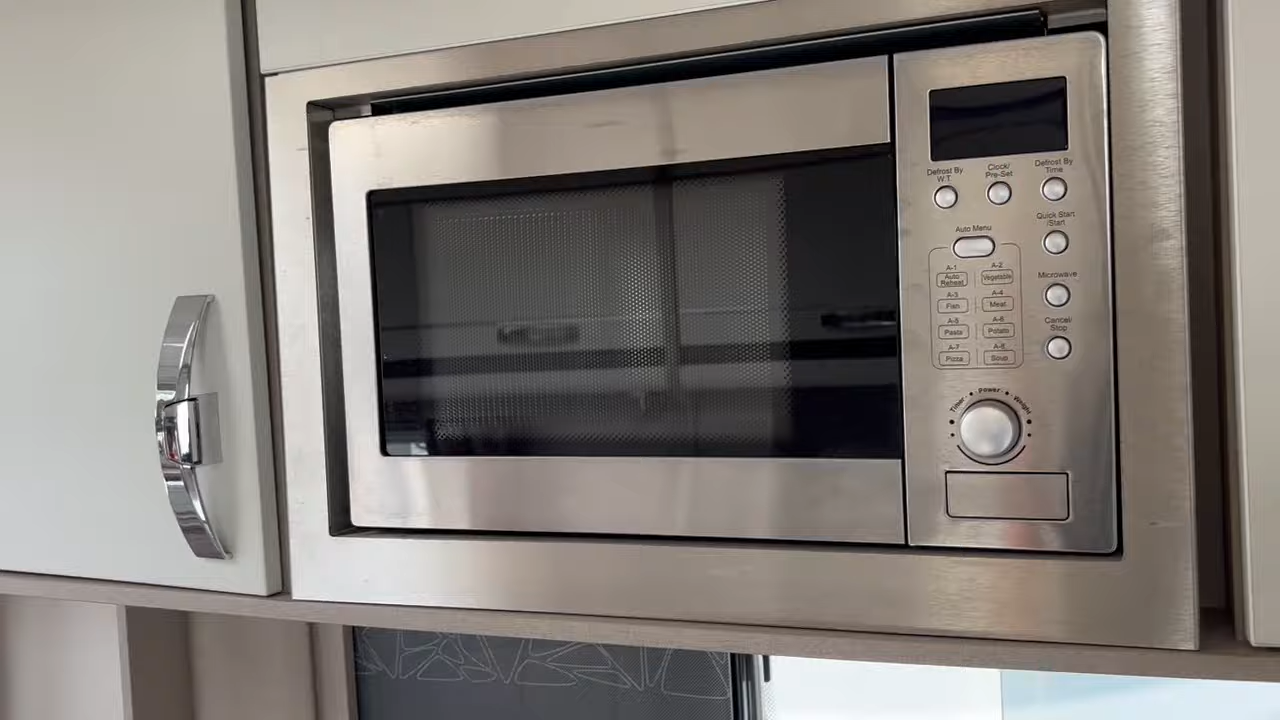 Defrost By
W.T
Clock/
Pre-Set
Defrost By
Time
Quick Start
/Start
Auto Menu
Microwave
A-1
Auto
Reheat
A-2
Vegetable
A-3
Fish
A-4
Meat
Cancel/
Stop
A-5
Pasta
A-6
Potato
A-7
Pizza
A-8
Soup
Timer
Power
Weight